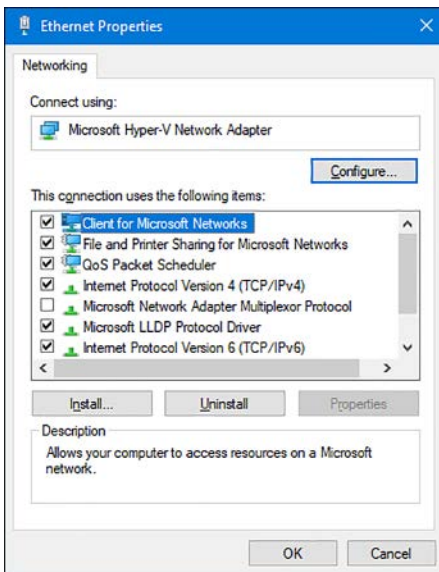 Ethernet Properties
Networking
Connect using:
Microsoft Hyper-V Network Adapter
Configure...
This connection uses the following items:
Client for Microsoft Networks
File and Printer Sharing for Microsoft Networks
QoS Packet Scheduler
Internet Protocol Version 4 (TCP/IPv4)
Microsoft Network Adapter Multiplexor Protocol
Microsoft LLDP Protocol Driver
Internet Protocol Version 6 (TCP/IPv6)
Install... Uninstall Properties
Description
Allows your computer to access resources on a Microsoft
network.
OK Cancel